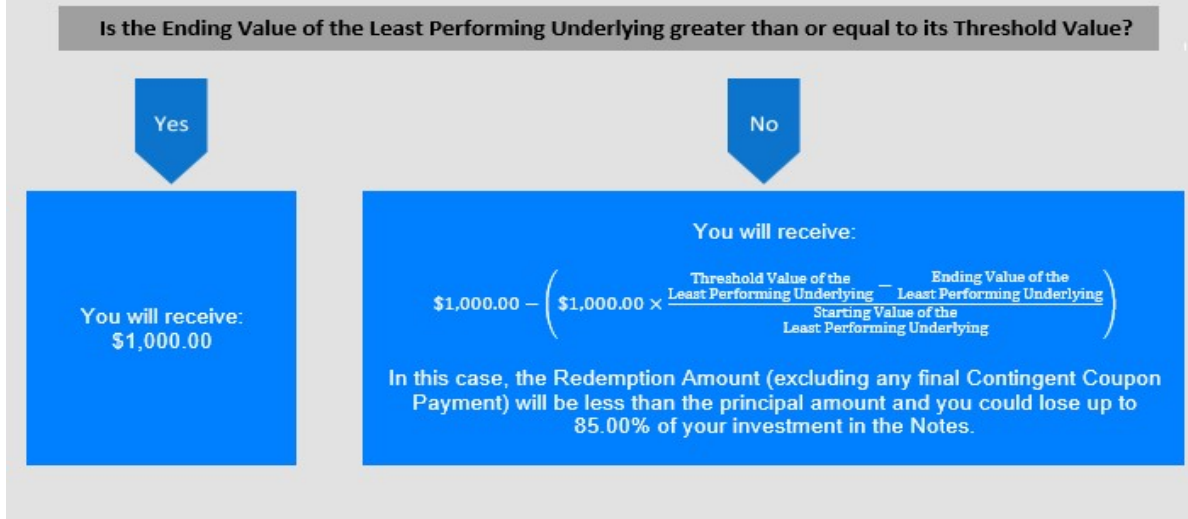 Is the Ending Value of the Least Performing Underlying greater than or equal to its Threshold Value?
Yes
No
You will receive:
$1,000.00
You will receive:
$1,000.00 − ( $1,000.00 × (Threshold Value of the Least Performing Underlying − Ending Value of the Least Performing Underlying) / Starting Value of the Least Performing Underlying )
In this case, the Redemption Amount (excluding any final Contingent Coupon
Payment) will be less than the principal amount and you could lose up to
85.00% of your investment in the Notes.